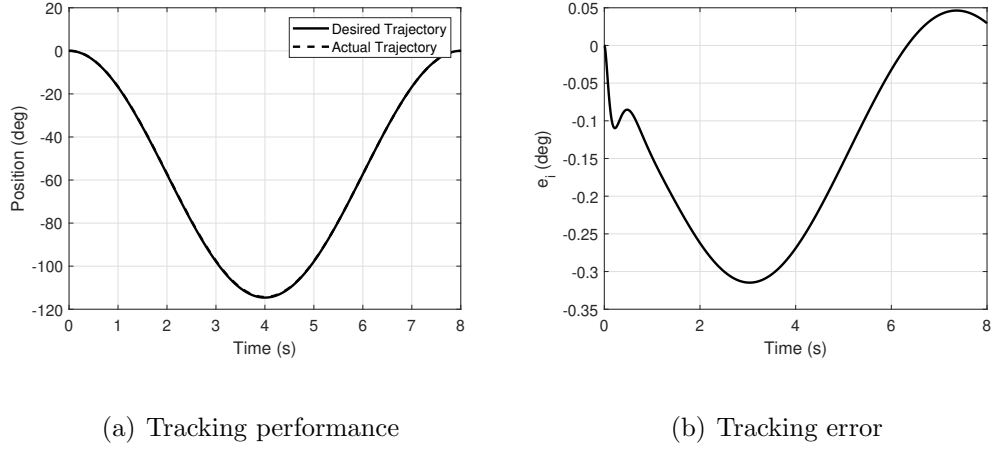 20
0
-20
-40
-60
-80
-100
-120
0 1 2 3 4 5 6 7 8
Time (s)
Position (deg)
Desired Trajectory
Actual Trajectory
(a) Tracking performance
0.05
0
-0.05
-0.1
-0.15
-0.2
-0.25
-0.3
-0.35
0 2 4 6 8
Time (s)
e_i (deg)
(b) Tracking error